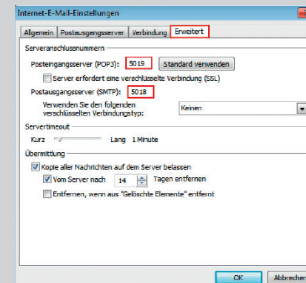 Internet-E-Mail-Einstellungen
Allgemein Postausgangsserver Verbindung Erweitert
Serveranschlussnummern
Posteingangsserver (POP3): 5019 Standard verwenden
Server erfordert eine verschlüsselte Verbindung (SSL)
Postausgangsserver (SMTP): 5018
Verwenden Sie den folgenden
verschlüsselten Verbindungstyp: Keinen
Servertimeout
Kurz Lang 1 Minute
Übermittlung
Kopie aller Nachrichten auf dem Server belassen
Vom Server nach 14 Tagen entfernen
Entfernen, wenn aus "Gelöschte Elemente" entfernt
OK Abbrechen